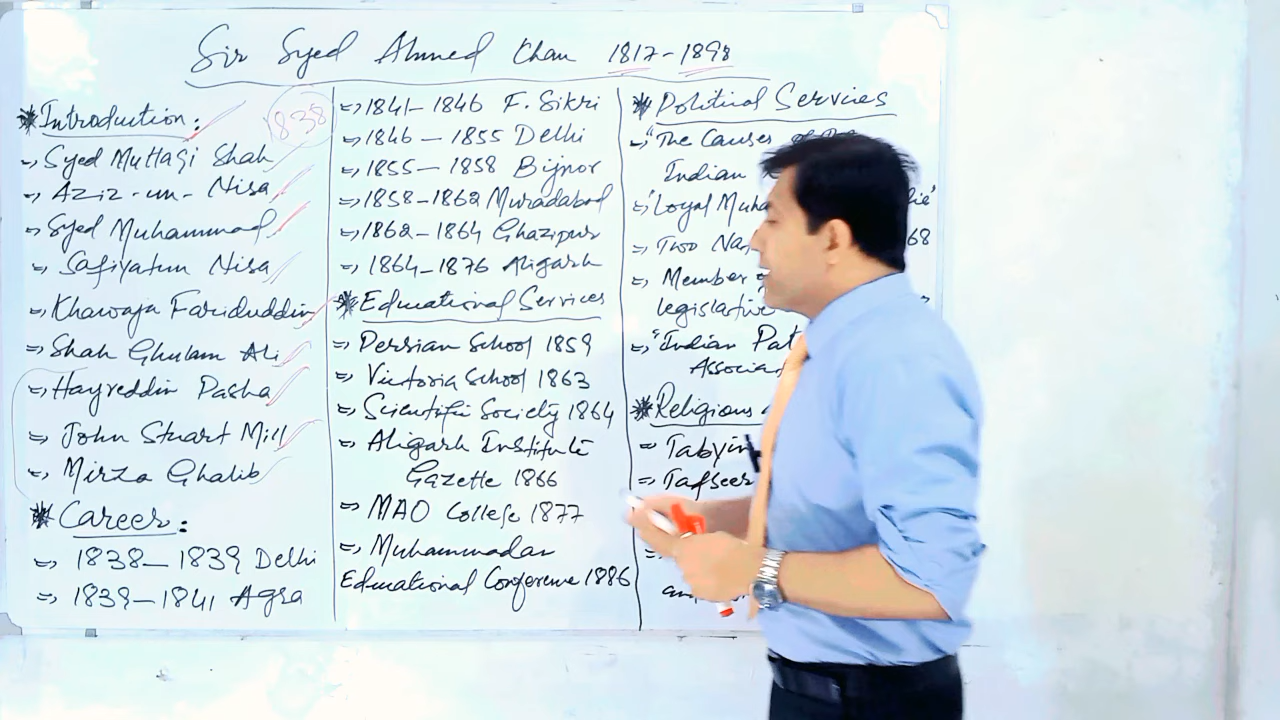 Sir Syed Ahmed Khan 1817-1898
* Introduction:
838
⇒ Syed Muttaqi Shah
⇒ Aziz-un-Nisa
⇒ Syed Muhammad
⇒ Safiyatun Nisa
⇒ Khawaja Fariduddin
⇒ Shah Ghulam Ali
⇒ Hayreddin Pasha
⇒ John Stuart Mill
⇒ Mirza Ghalib
* Career:
⇒ 1838-1839 Delhi
⇒ 1839-1841 Agra
⇒ 1841-1846 F. Sikri
⇒ 1846-1855 Delhi
⇒ 1855-1858 Bijnor
⇒ 1858-1862 Muradabad
⇒ 1862-1864 Ghazipur
⇒ 1864-1876 Aligarh
* Educational Services
⇒ Persian School 1859
⇒ Victoria School 1863
⇒ Scientific Society 1864
⇒ Aligarh Institute
Gazette 1866
⇒ MAO College 1877
⇒ Muhammadan
Educational Conference 1886
* Political Services
⇒ "The Causes of
Indian
⇒ "Loyal
⇒ Two 68
⇒ Member
legislative
⇒ "Indian
* Religious
⇒ Tabyin
⇒ Tafseer